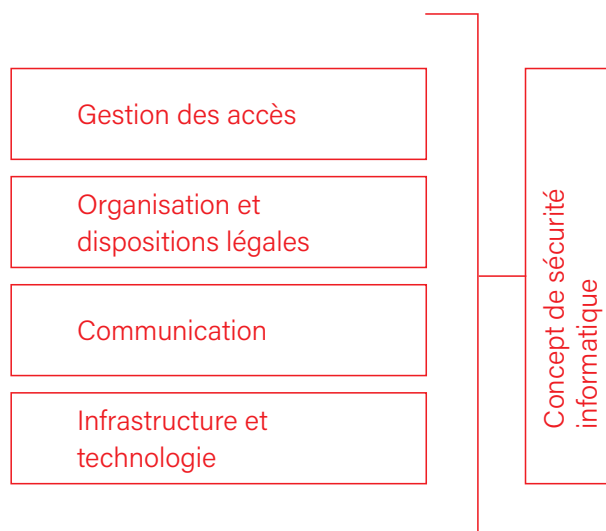 Gestion des accès
Organisation et
dispositions légales
Communication
Infrastructure et
technologie
Concept de sécurité
informatique